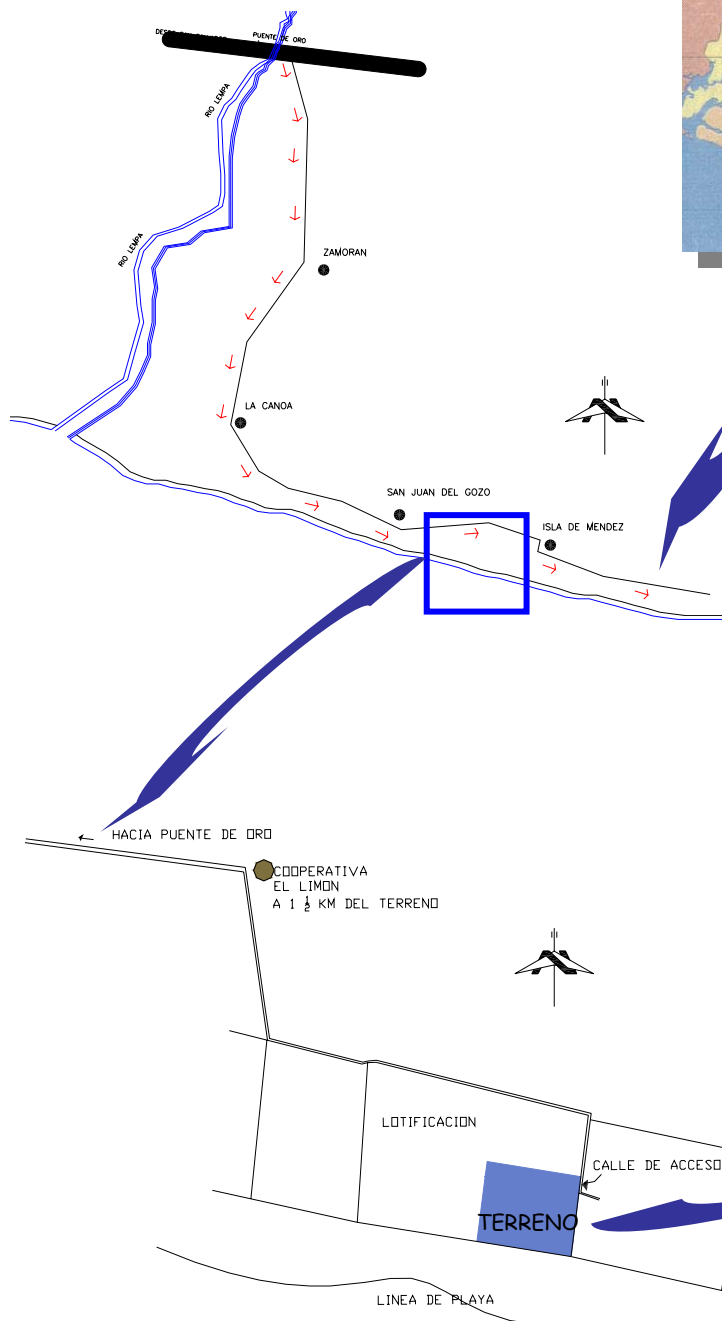 DESDE
PUENTE DE ORO
RIO LEMPA
RIO LEMPA
ZAMORAN
LA CANOA
SAN JUAN DEL GOZO
ISLA DE MENDEZ
HACIA PUENTE DE ORO
COOPERATIVA
EL LIMON
A 1 1/2 KM DEL TERRENO
LOTIFICACION
CALLE DE ACCESO
TERRENO
LINEA DE PLAYA